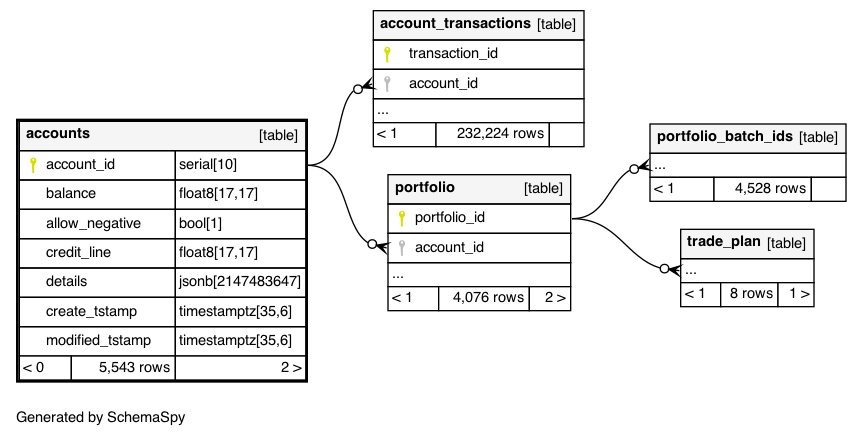 account_transactions [table]
transaction_id
account_id
...
< 1 232,224 rows
accounts [table]
account_id serial[10]
balance float8[17,17]
allow_negative bool[1]
credit_line float8[17,17]
details jsonb[2147483647]
create_tstamp timestamptz[35,6]
modified_tstamp timestamptz[35,6]
< 0 5,543 rows 2 >
portfolio [table]
portfolio_id
account_id
...
< 1 4,076 rows 2 >
portfolio_batch_ids [table]
...
< 1 4,528 rows
trade_plan [table]
...
< 1 8 rows 1 >
Generated by SchemaSpy